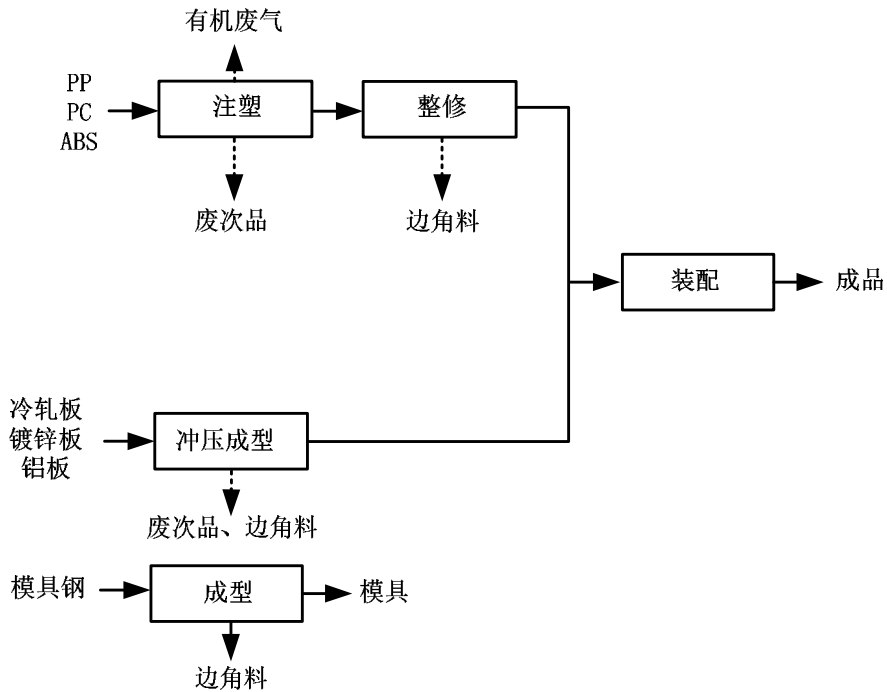 有机废气
PP
PC
ABS
注塑
整修
废次品
边角料
装配
成品
冷轧板
镀锌板
铝板
冲压成型
废次品、边角料
模具钢
成型
模具
边角料